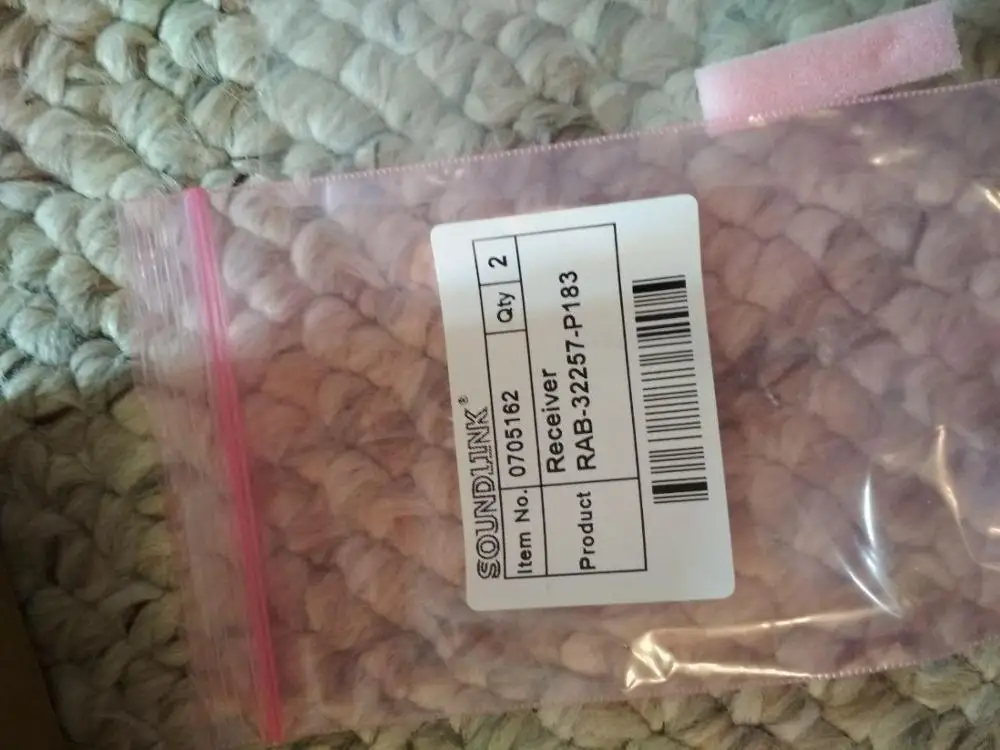 SOUNDLINK®
Item No. 0705162 Qty 2
Product Receiver
RAB-32257-P183